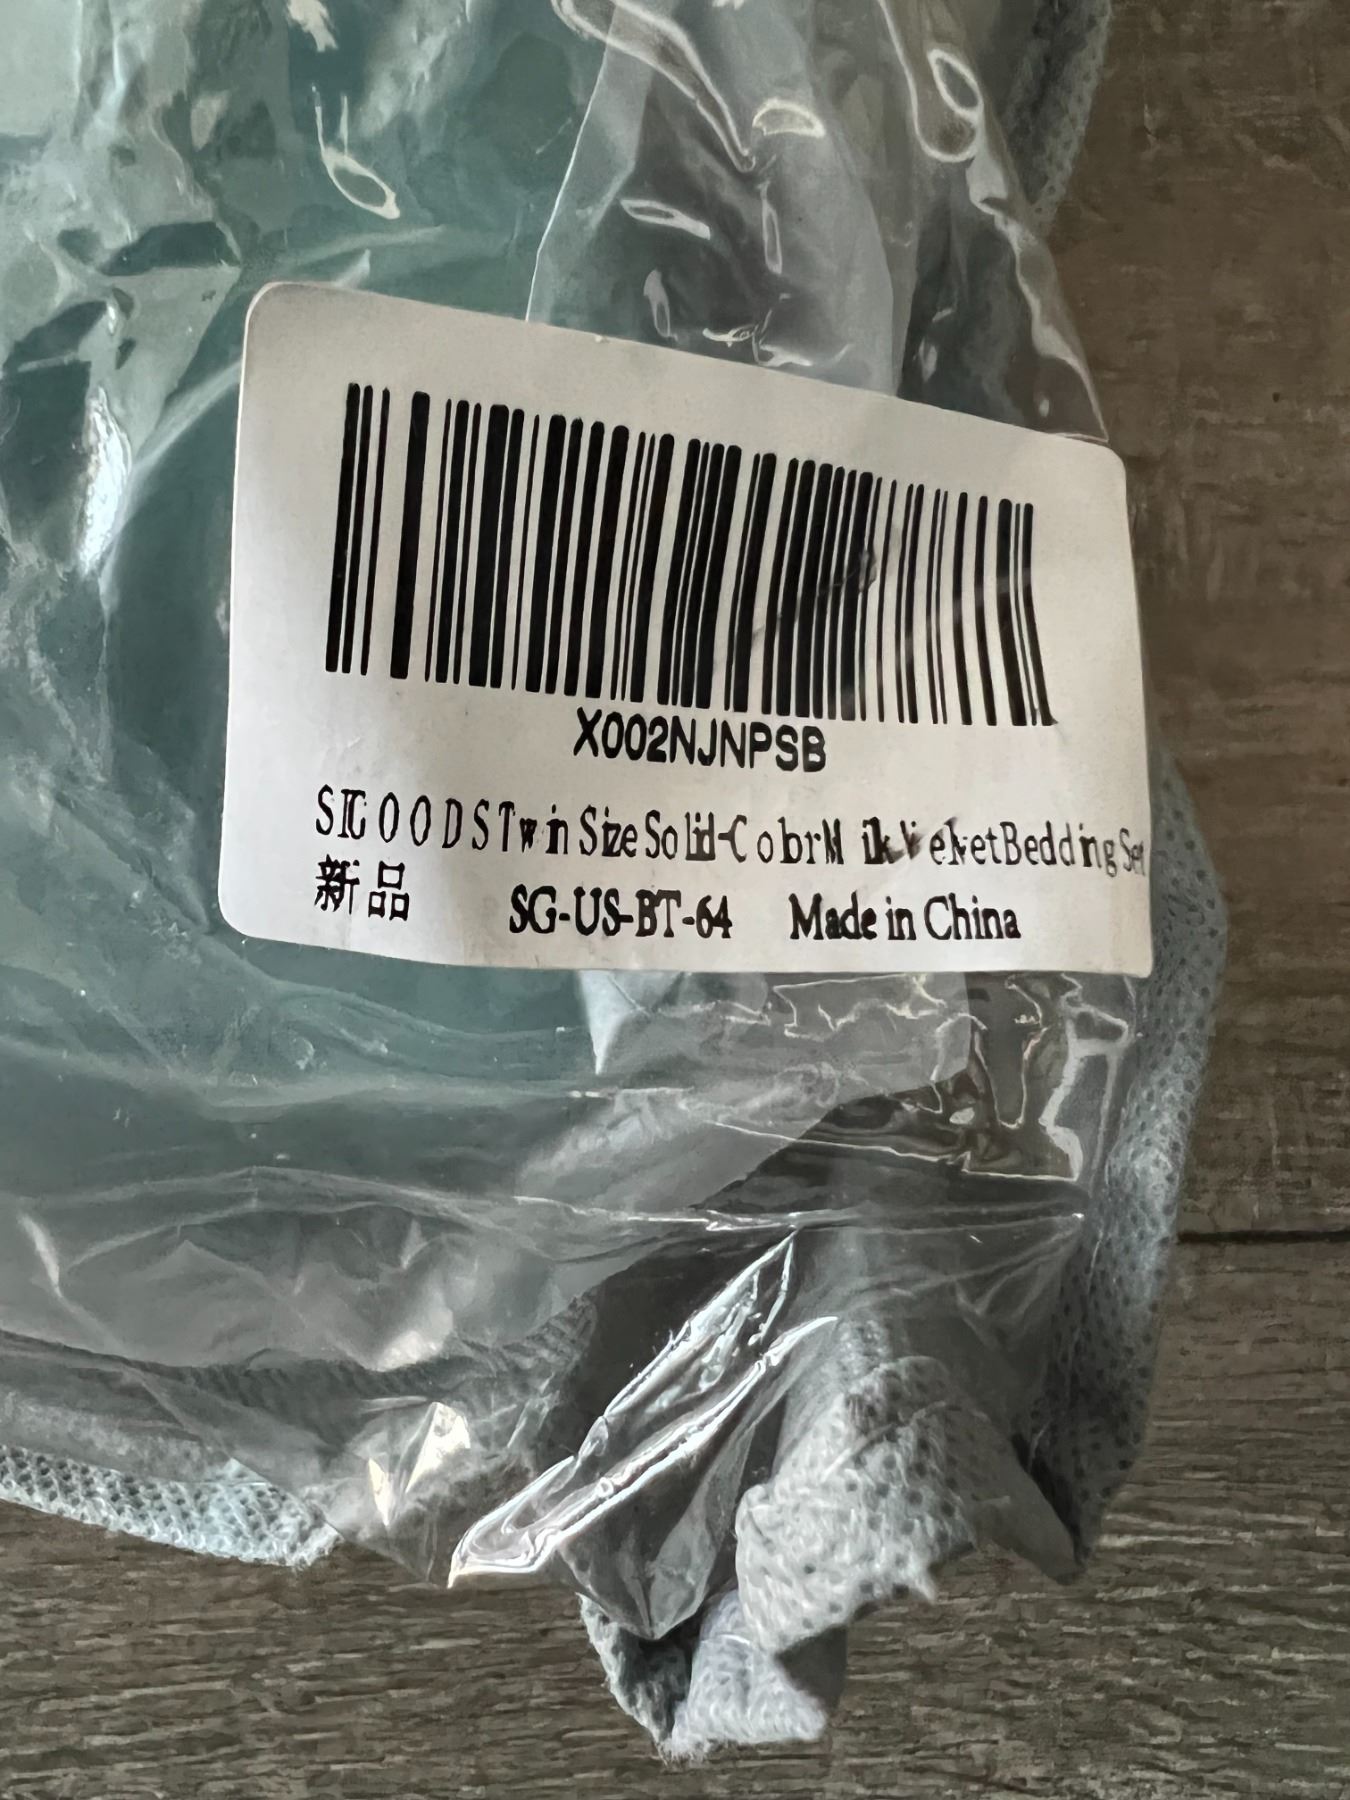 X002NJNPSB
SIGOODS Twin Size Solid-Color Milk Velvet Bedding Set
新品 SG-US-BT-64 Made in China